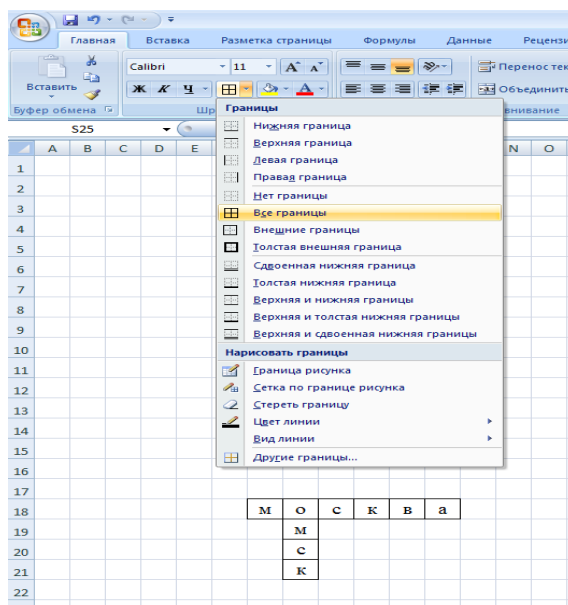 Главная Вставка Разметка страницы Формулы Данные Рецензи
Calibri 11 А А Перенос тек
Вставить Ж К Ч А Объединить
Буфер обмена Шр внивание
S25
A B C D E N O
Границы
Нижняя граница
Верхняя граница
Левая граница
Правая граница
Нет границы
Все границы
Внешние границы
Толстая внешняя граница
Сдвоенная нижняя граница
Толстая нижняя граница
Верхняя и нижняя границы
Верхняя и толстая нижняя границы
Верхняя и сдвоенная нижняя границы
Нарисовать границы
Граница рисунка
Сетка по границе рисунка
Стереть границу
Цвет линии
Вид линии
Другие границы...
1
2
3
4
5
6
7
8
9
10
11
12
13
14
15
16
17
18 м о с к в а
19 м
20 с
21 к
22